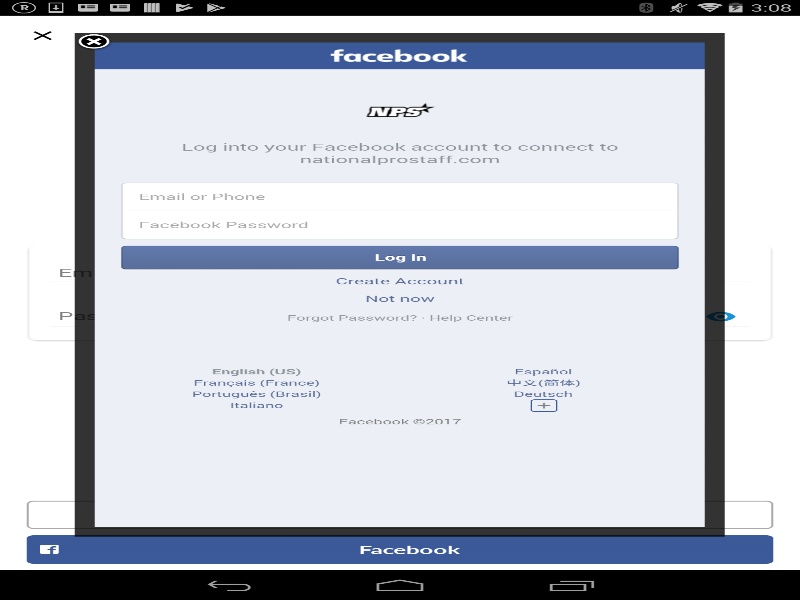 3:08
facebook
NPS
Log into your Facebook account to connect to
nationalprostaff.com
Email or Phone
Facebook Password
Em
Pas
Log In
Create Account
Not now
Forgot Password? · Help Center
English (US)
Español
Français (France)
中文(简体)
Português (Brasil)
Deutsch
Italiano
Facebook ©2017
Facebook